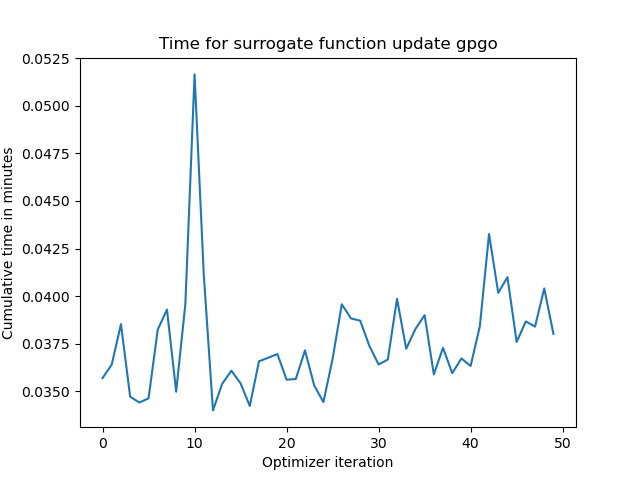 Time for surrogate function update gpgo
0.0525
0.0500
0.0475
0.0450
0.0425
0.0400
0.0375
0.0350
Cumulative time in minutes
0 10 20 30 40 50
Optimizer iteration